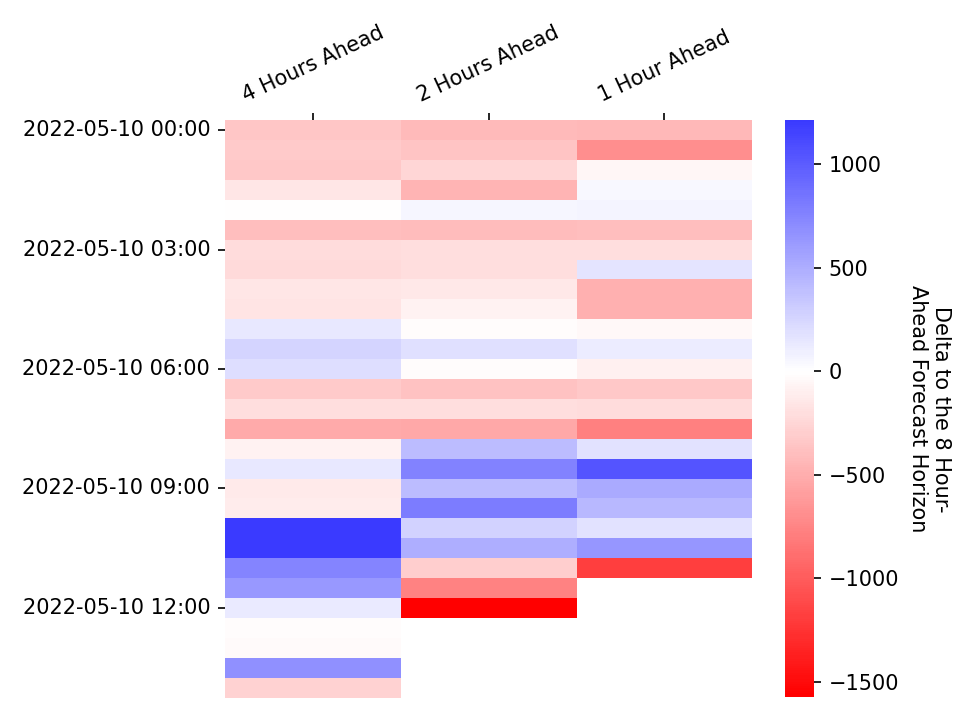 4 Hours Ahead
2 Hours Ahead
1 Hour Ahead
2022-05-10 00:00
2022-05-10 03:00
2022-05-10 06:00
2022-05-10 09:00
2022-05-10 12:00
1000
500
0
−500
−1000
−1500
Delta to the 8 Hour-
Ahead Forecast Horizon